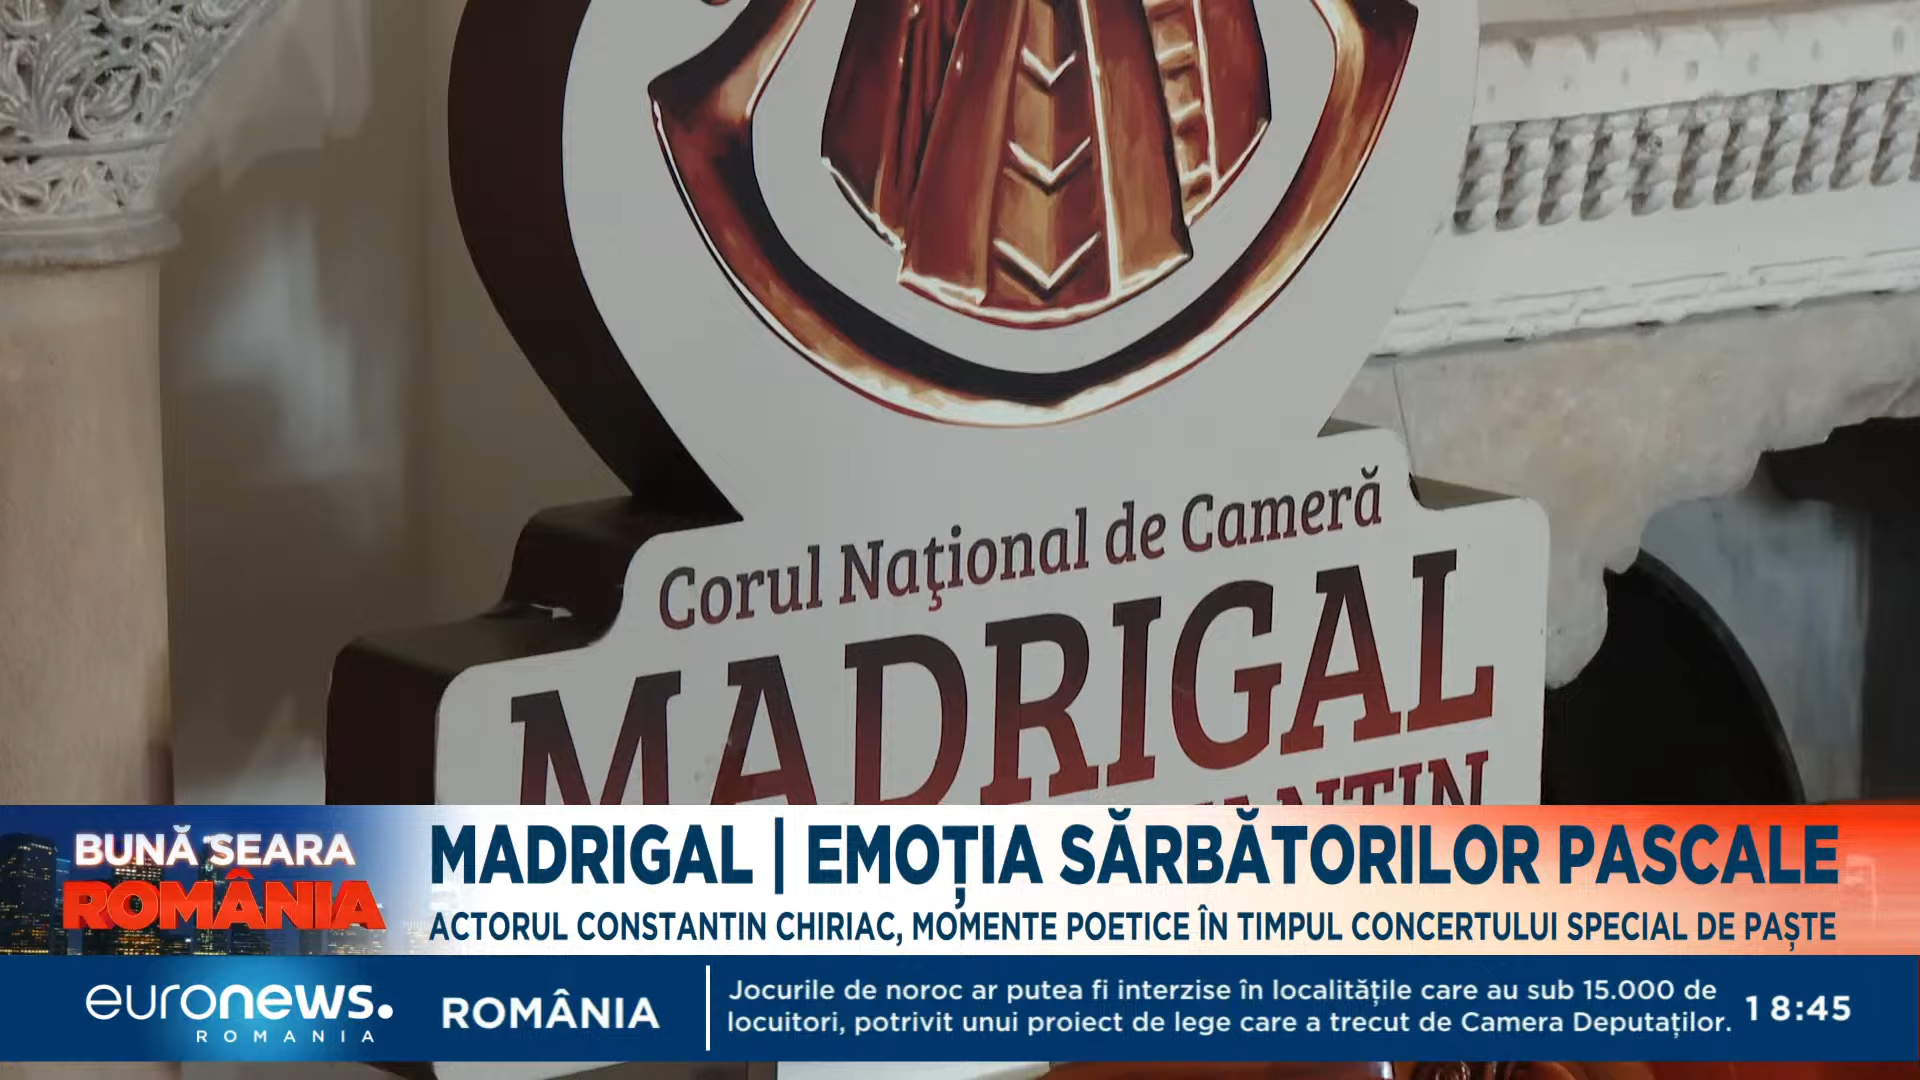 Corul Naţional de Cameră
MADRIGAL
BUNĂ SEARA
ROMÂNIA
MADRIGAL | EMOȚIA SĂRBĂTORILOR PASCALE
ACTORUL CONSTANTIN CHIRIAC, MOMENTE POETICE ÎN TIMPUL CONCERTULUI SPECIAL DE PAȘTE
euronews.
ROMANIA
ROMÂNIA
Jocurile de noroc ar putea fi interzise în localitățile care au sub 15.000 de
locuitori, potrivit unui proiect de lege care a trecut de Camera Deputaților.
18:45